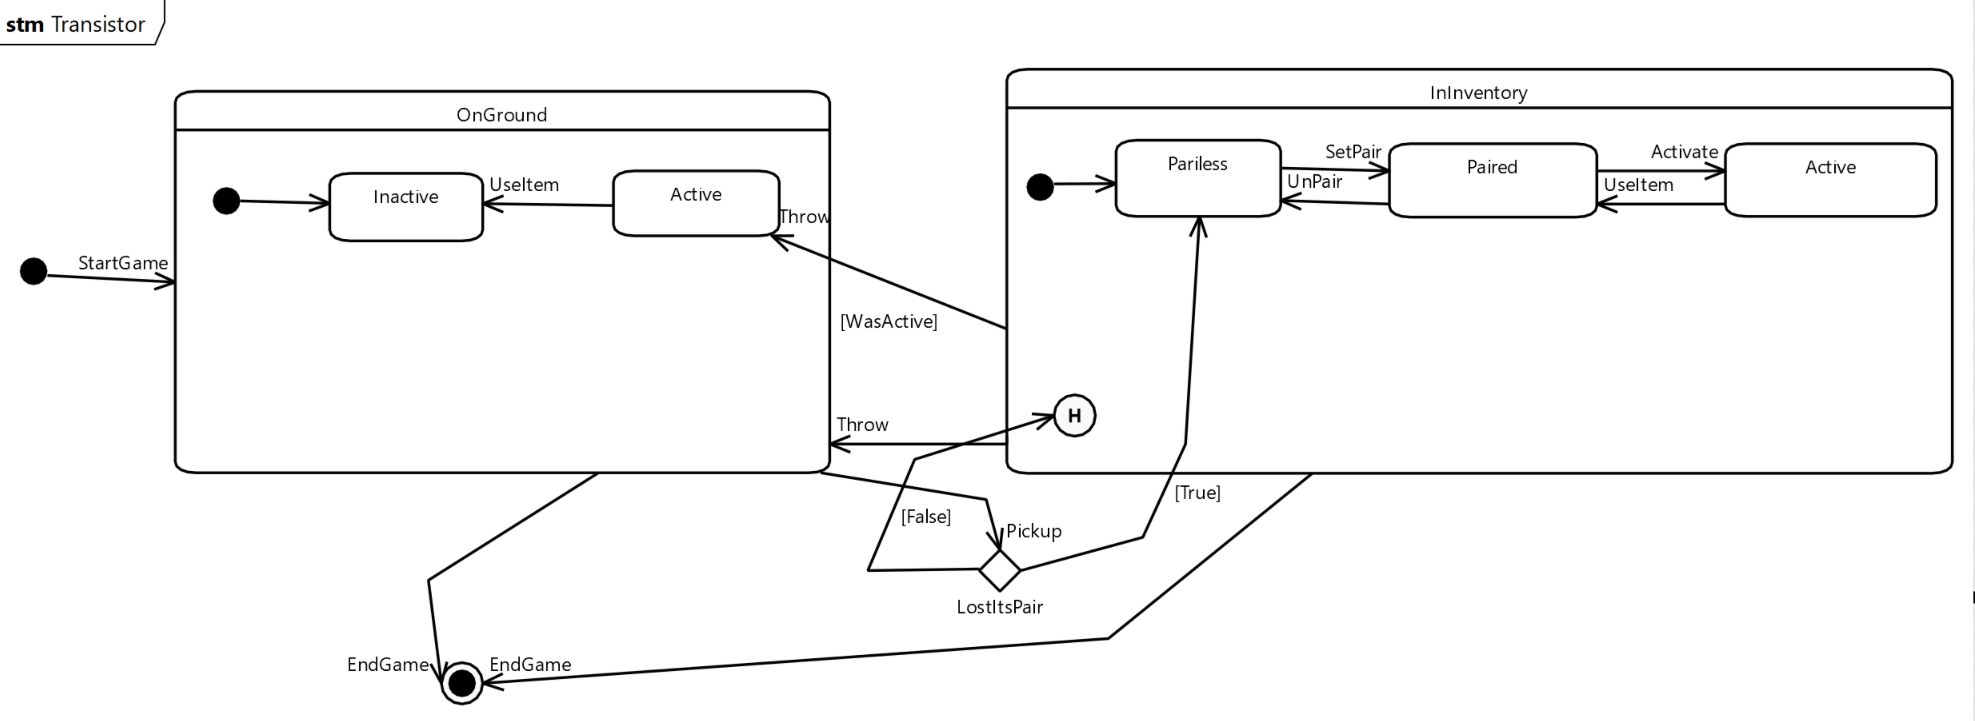 stm Transistor
OnGround
InInventory
Inactive
UseItem
Active
Throw
StartGame
Pariless
SetPair
UnPair
Paired
Activate
UseItem
Active
[WasActive]
Throw
H
[False]
Pickup
[True]
LostItsPair
EndGame
EndGame